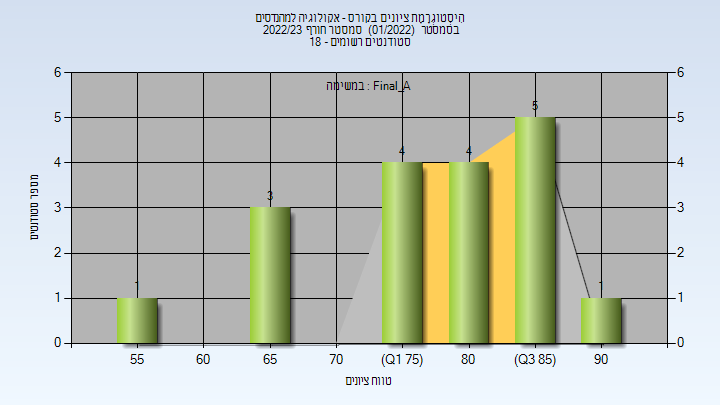 היסטוגרמת ציונים בקורס - אקולוגיה למהנדסים
בסמסטר (01/2022) סמסטר חורף 2022/23
סטודנטים רשומים - 18
במשימה : Final_A
מספר סטודנטים
6 6
5 5
4 4
3 3
2 2
1 1
0 0
1 3 4 4 5 1
55 60 65 70 (Q1 75) 80 (Q3 85) 90
טווח ציונים